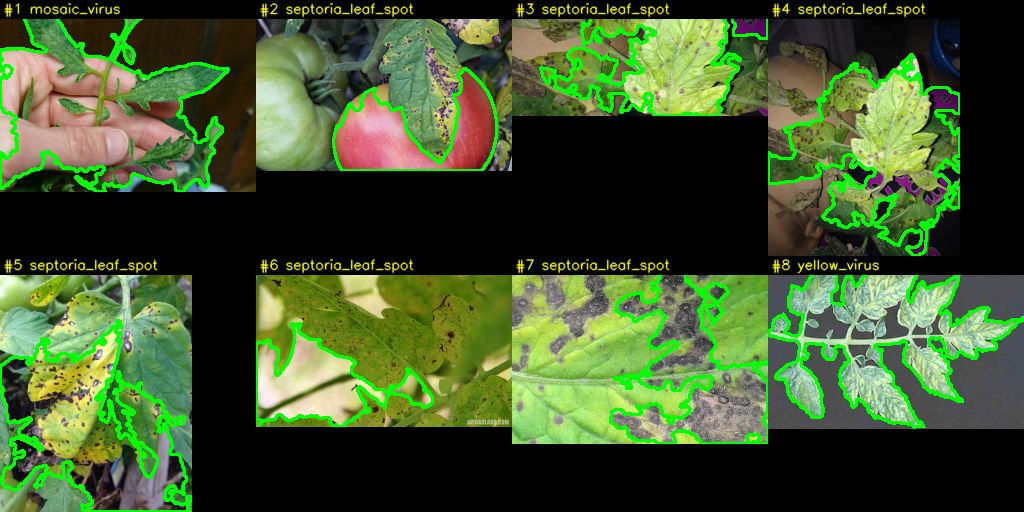 #1 mosaic_virus
#2 septoria_leaf_spot
#3 septoria_leaf_spot
#4 septoria_leaf_spot
#5 septoria_leaf_spot
#6 septoria_leaf_spot
#7 septoria_leaf_spot
#8 yellow_virus